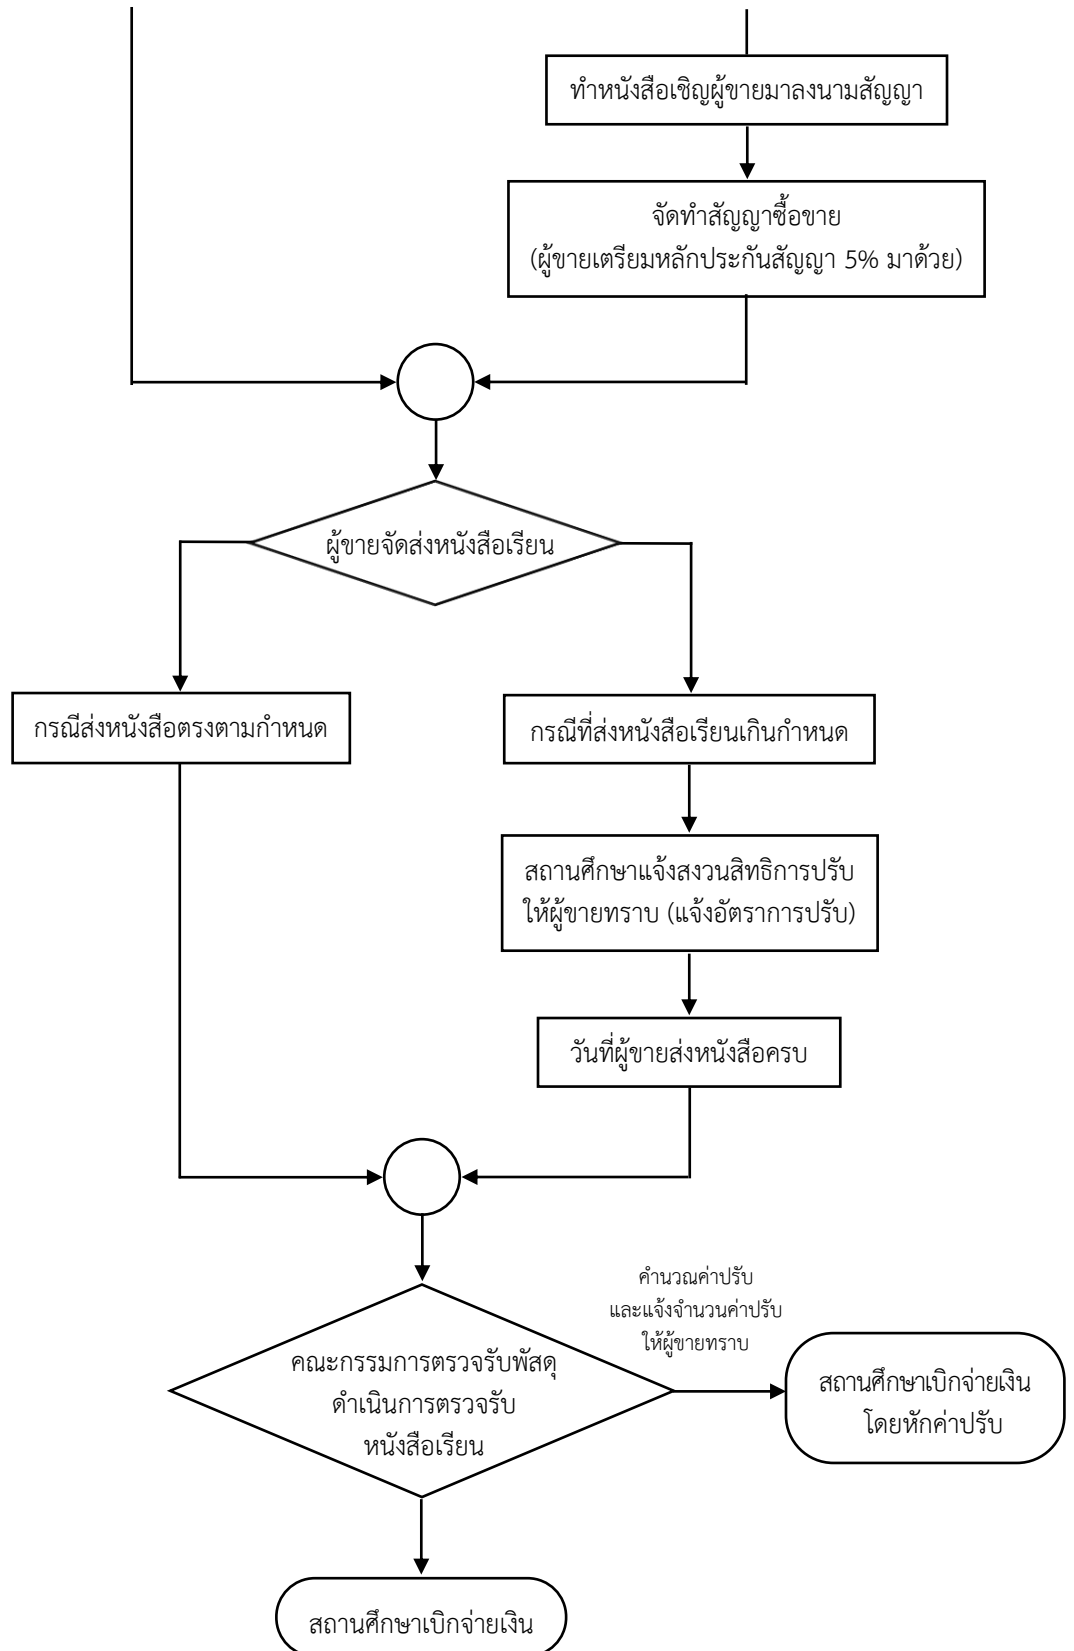 ทำหนังสือเชิญผู้ขายมาลงนามสัญญา
จัดทำสัญญาซื้อขาย
(ผู้ขายเตรียมหลักประกันสัญญา 5% มาด้วย)
ผู้ขายจัดส่งหนังสือเรียน
กรณีส่งหนังสือตรงตามกำหนด
กรณีที่ส่งหนังสือเรียนเกินกำหนด
สถานศึกษาแจ้งสงวนสิทธิการปรับ
ให้ผู้ขายทราบ (แจ้งอัตราการปรับ)
วันที่ผู้ขายส่งหนังสือครบ
คำนวณค่าปรับ
และแจ้งจำนวนค่าปรับ
ให้ผู้ขายทราบ
คณะกรรมการตรวจรับพัสดุ
ดำเนินการตรวจรับ
หนังสือเรียน
สถานศึกษาเบิกจ่ายเงิน
โดยหักค่าปรับ
สถานศึกษาเบิกจ่ายเงิน